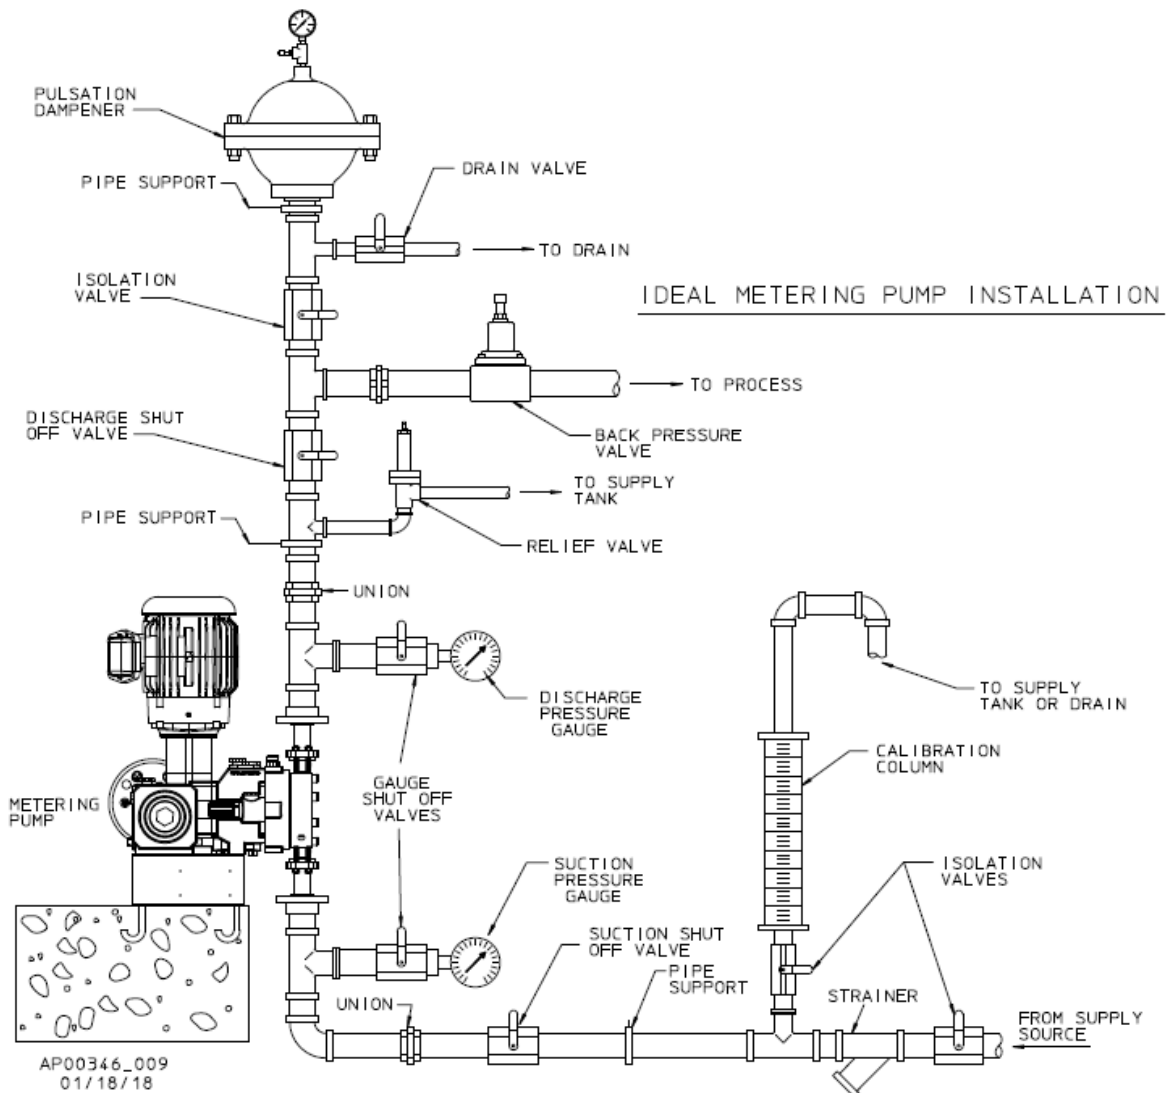 PULSATION
DAMPENER
DRAIN VALVE
PIPE SUPPORT
TO DRAIN
ISOLATION
VALVE
IDEAL METERING PUMP INSTALLATION
TO PROCESS
DISCHARGE SHUT
OFF VALVE
BACK PRESSURE
VALVE
TO SUPPLY
TANK
PIPE SUPPORT
RELIEF VALVE
UNION
DISCHARGE
PRESSURE
GAUGE
TO SUPPLY
TANK OR DRAIN
CALIBRATION
COLUMN
METERING
PUMP
GAUGE
SHUT OFF
VALVES
SUCTION
PRESSURE
GAUGE
ISOLATION
VALVES
SUCTION SHUT
OFF VALVE
PIPE
SUPPORT
UNION
STRAINER
FROM SUPPLY
SOURCE
AP00346_009
01/18/18